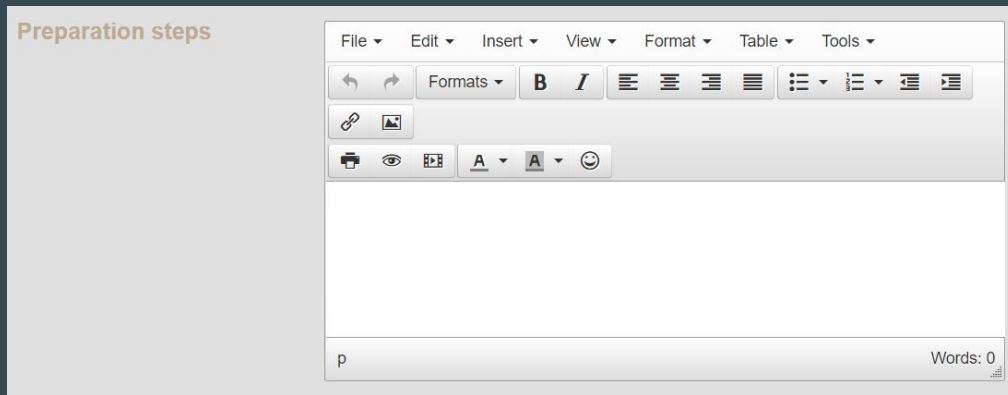 Preparation steps
File Edit Insert View Format Table Tools
Formats B I
A A
p Words: 0